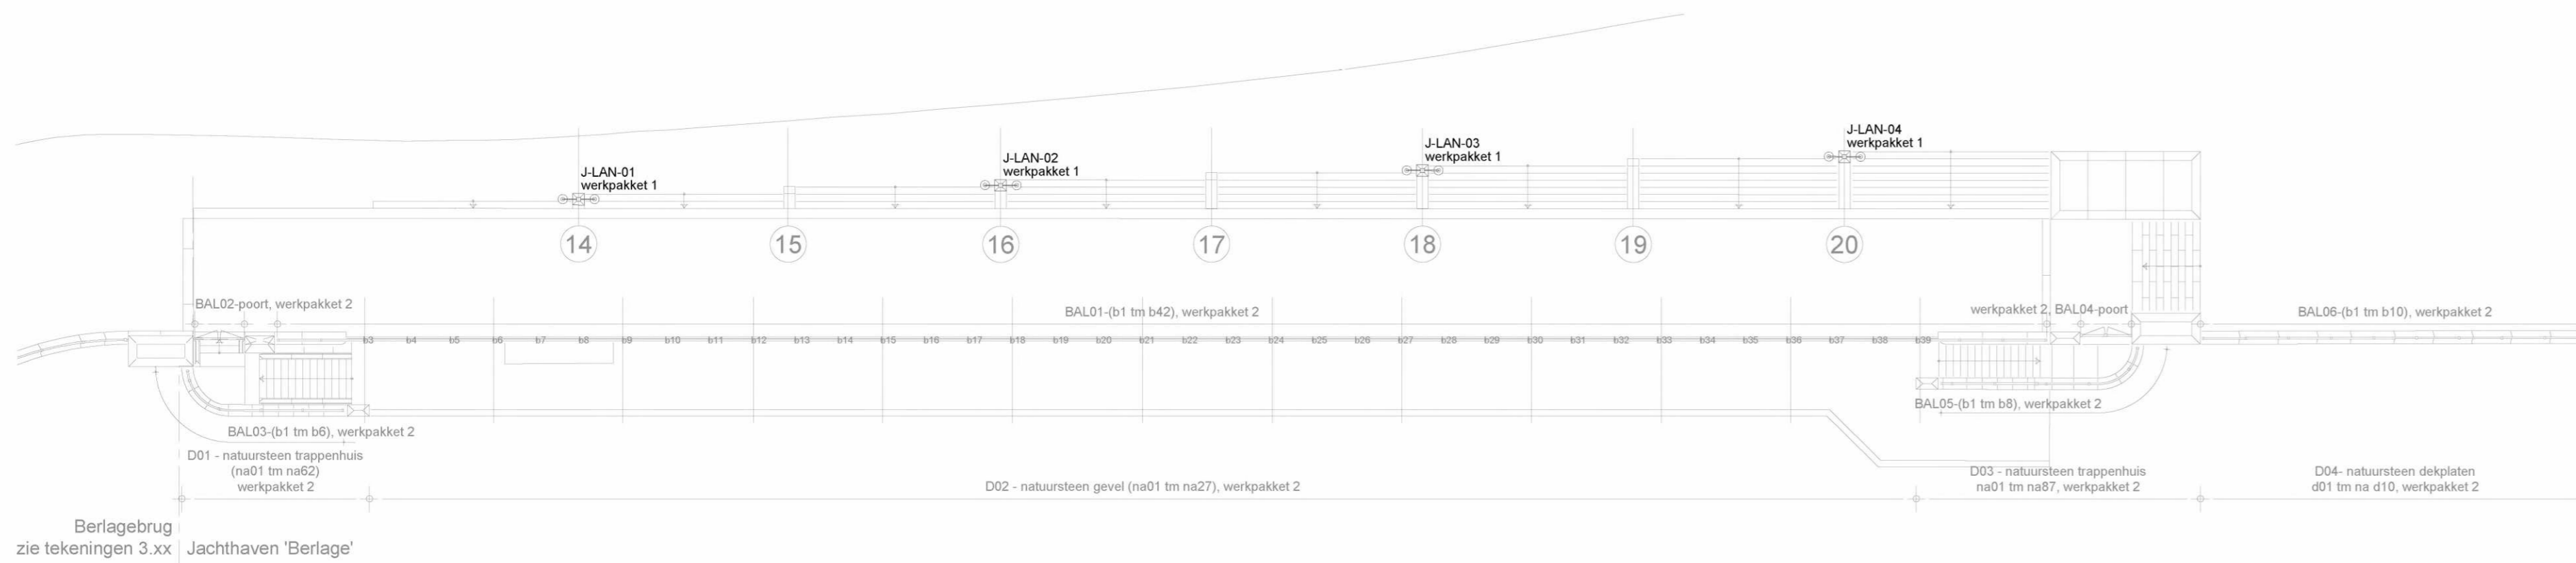 J-LAN-01
werkpakket 1
J-LAN-02
werkpakket 1
J-LAN-03
werkpakket 1
J-LAN-04
werkpakket 1
14
15
16
17
18
19
20
BAL02-poort, werkpakket 2
BAL01-(b1 tm b42), werkpakket 2
werkpakket 2, BAL04-poort
BAL06-(b1 tm b10), werkpakket 2
b3 b4 b5 b6 b7 b8 b9 b10 b11 b12 b13 b14 b15 b16 b17 b18 b19 b20 b21 b22 b23 b24 b25 b26 b27 b28 b29 b30 b31 b32 b33 b34 b35 b36 b37 b38 b39
BAL03-(b1 tm b6), werkpakket 2
BAL05-(b1 tm b8), werkpakket 2
D01 - natuursteen trappenhuis
(na01 tm na62)
werkpakket 2
D02 - natuursteen gevel (na01 tm na27), werkpakket 2
D03 - natuursteen trappenhuis
na01 tm na87, werkpakket 2
D04- natuursteen dekplaten
d01 tm na d10, werkpakket 2
Berlagebrug
zie tekeningen 3.xx
Jachthaven 'Berlage'